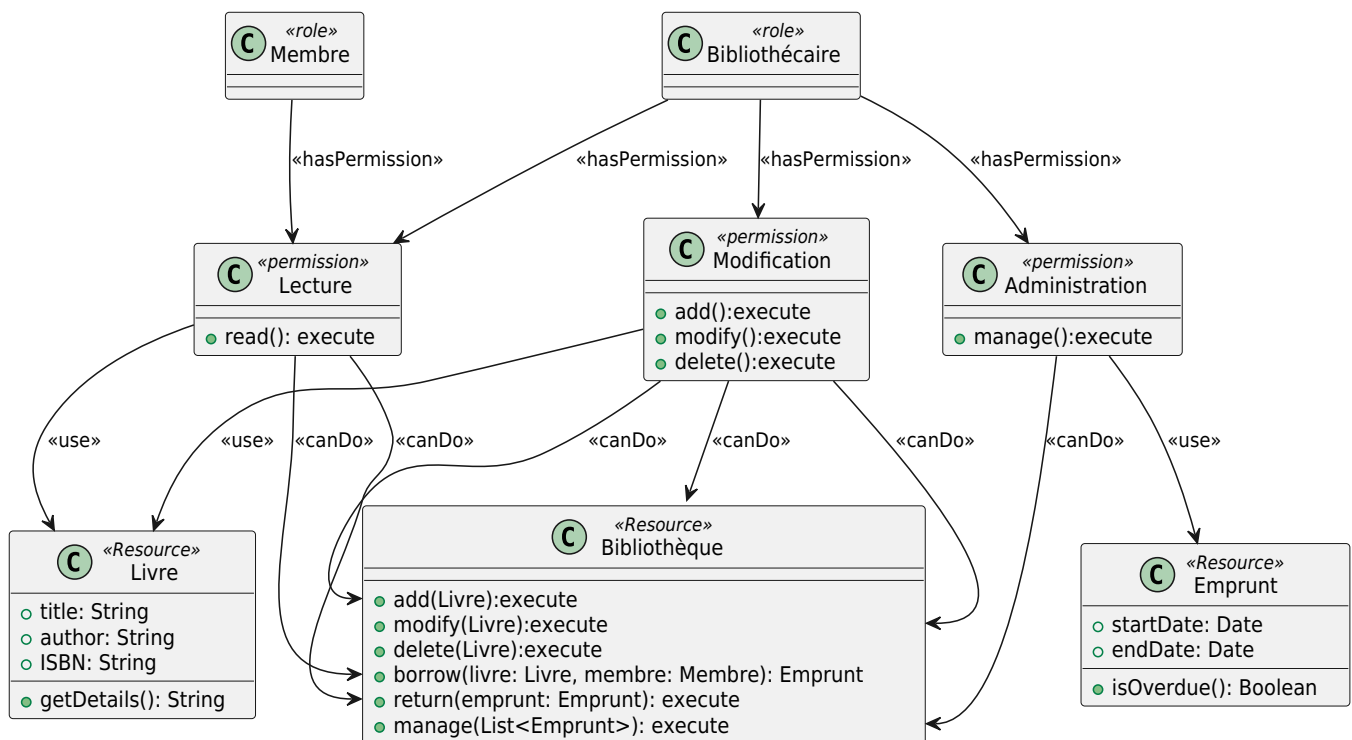 C «role»
Membre
C «role»
Bibliothécaire
«hasPermission»
«hasPermission»
«hasPermission»
«hasPermission»
C «permission»
Lecture
read(): execute
C «permission»
Modification
add():execute
modify():execute
delete():execute
C «permission»
Administration
manage():execute
«use»
«canDo»
«canDo»
«use»
«canDo»
«canDo»
«canDo»
«canDo»
«use»
C «Resource»
Livre
title: String
author: String
ISBN: String
getDetails(): String
C «Resource»
Bibliothèque
add(Livre):execute
modify(Livre):execute
delete(Livre):execute
borrow(livre: Livre, membre: Membre): Emprunt
return(emprunt: Emprunt): execute
manage(List<Emprunt>): execute
C «Resource»
Emprunt
startDate: Date
endDate: Date
isOverdue(): Boolean